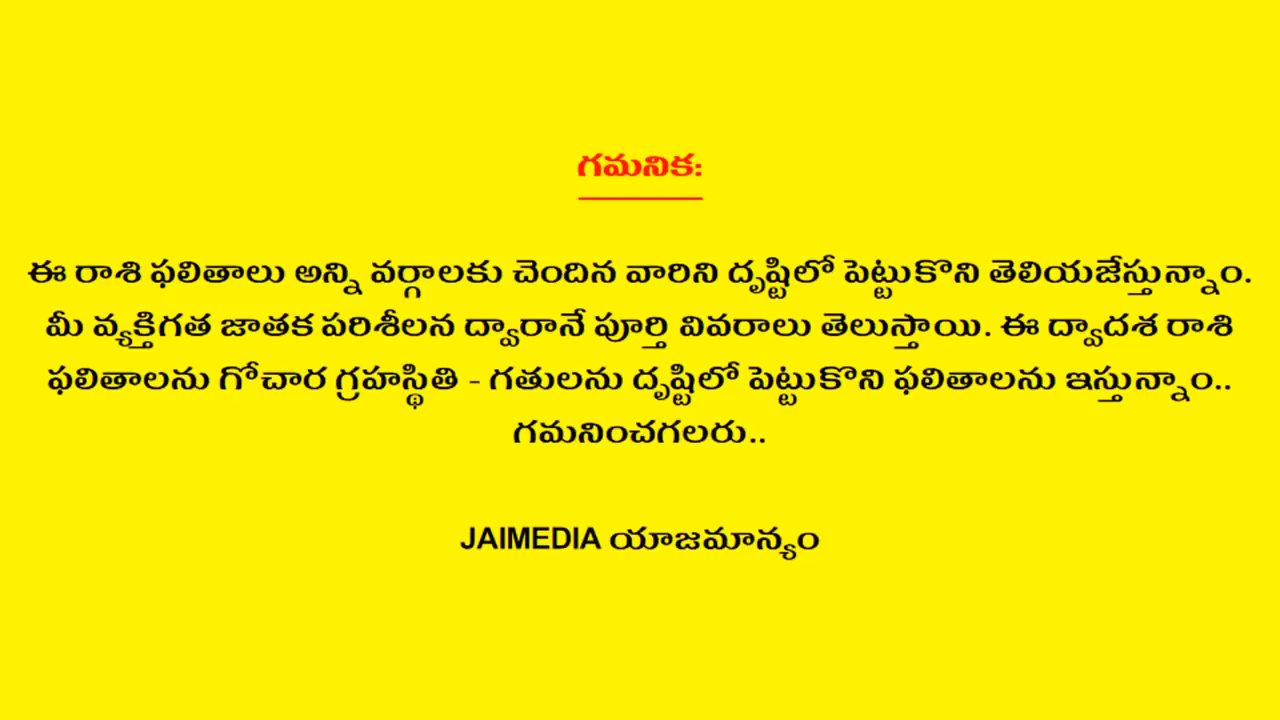 గమనిక:
ఈ రాశి ఫలితాలు అన్ని వర్గాలకు చెందిన వారిని దృష్టిలో పెట్టుకొని తెలియజేస్తున్నాం.
మీ వ్యక్తిగత జాతక పరిశీలన ద్వారానే పూర్తి వివరాలు తెలుస్తాయి. ఈ ద్వాదశ రాశి
ఫలితాలను గోచార గ్రహస్థితి - గతులను దృష్టిలో పెట్టుకొని ఫలితాలను ఇస్తున్నాం..
గమనించగలరు..
JAIMEDIA యాజమాన్యం